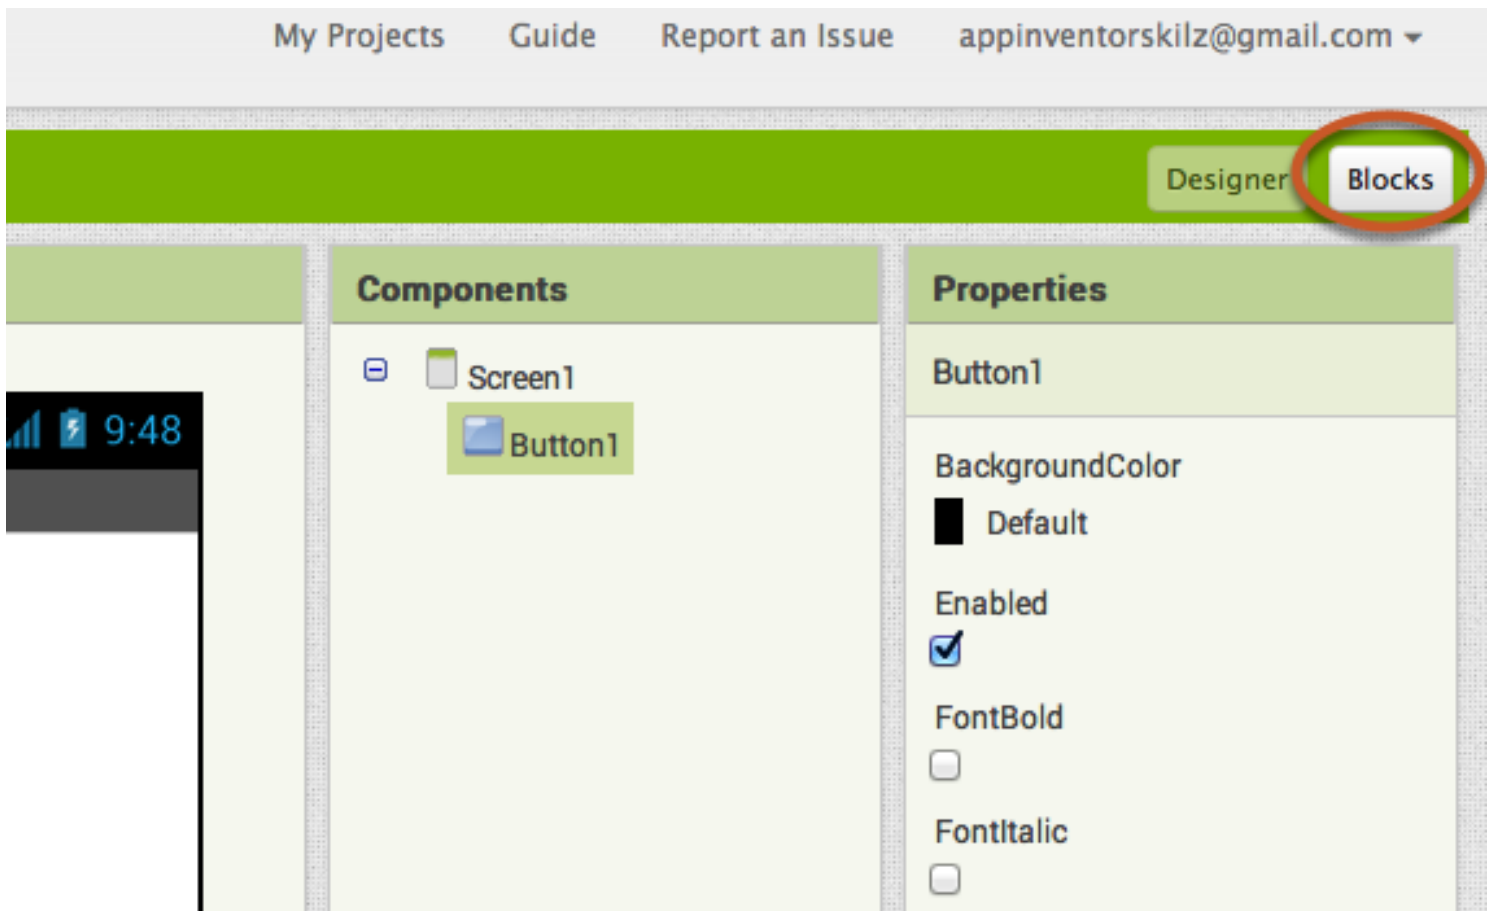 My Projects Guide Report an Issue appinventorskilz@gmail.com
Designer Blocks
Components
Properties
Screen1
Button1
Button1
9:48
BackgroundColor
Default
Enabled
FontBold
FontItalic